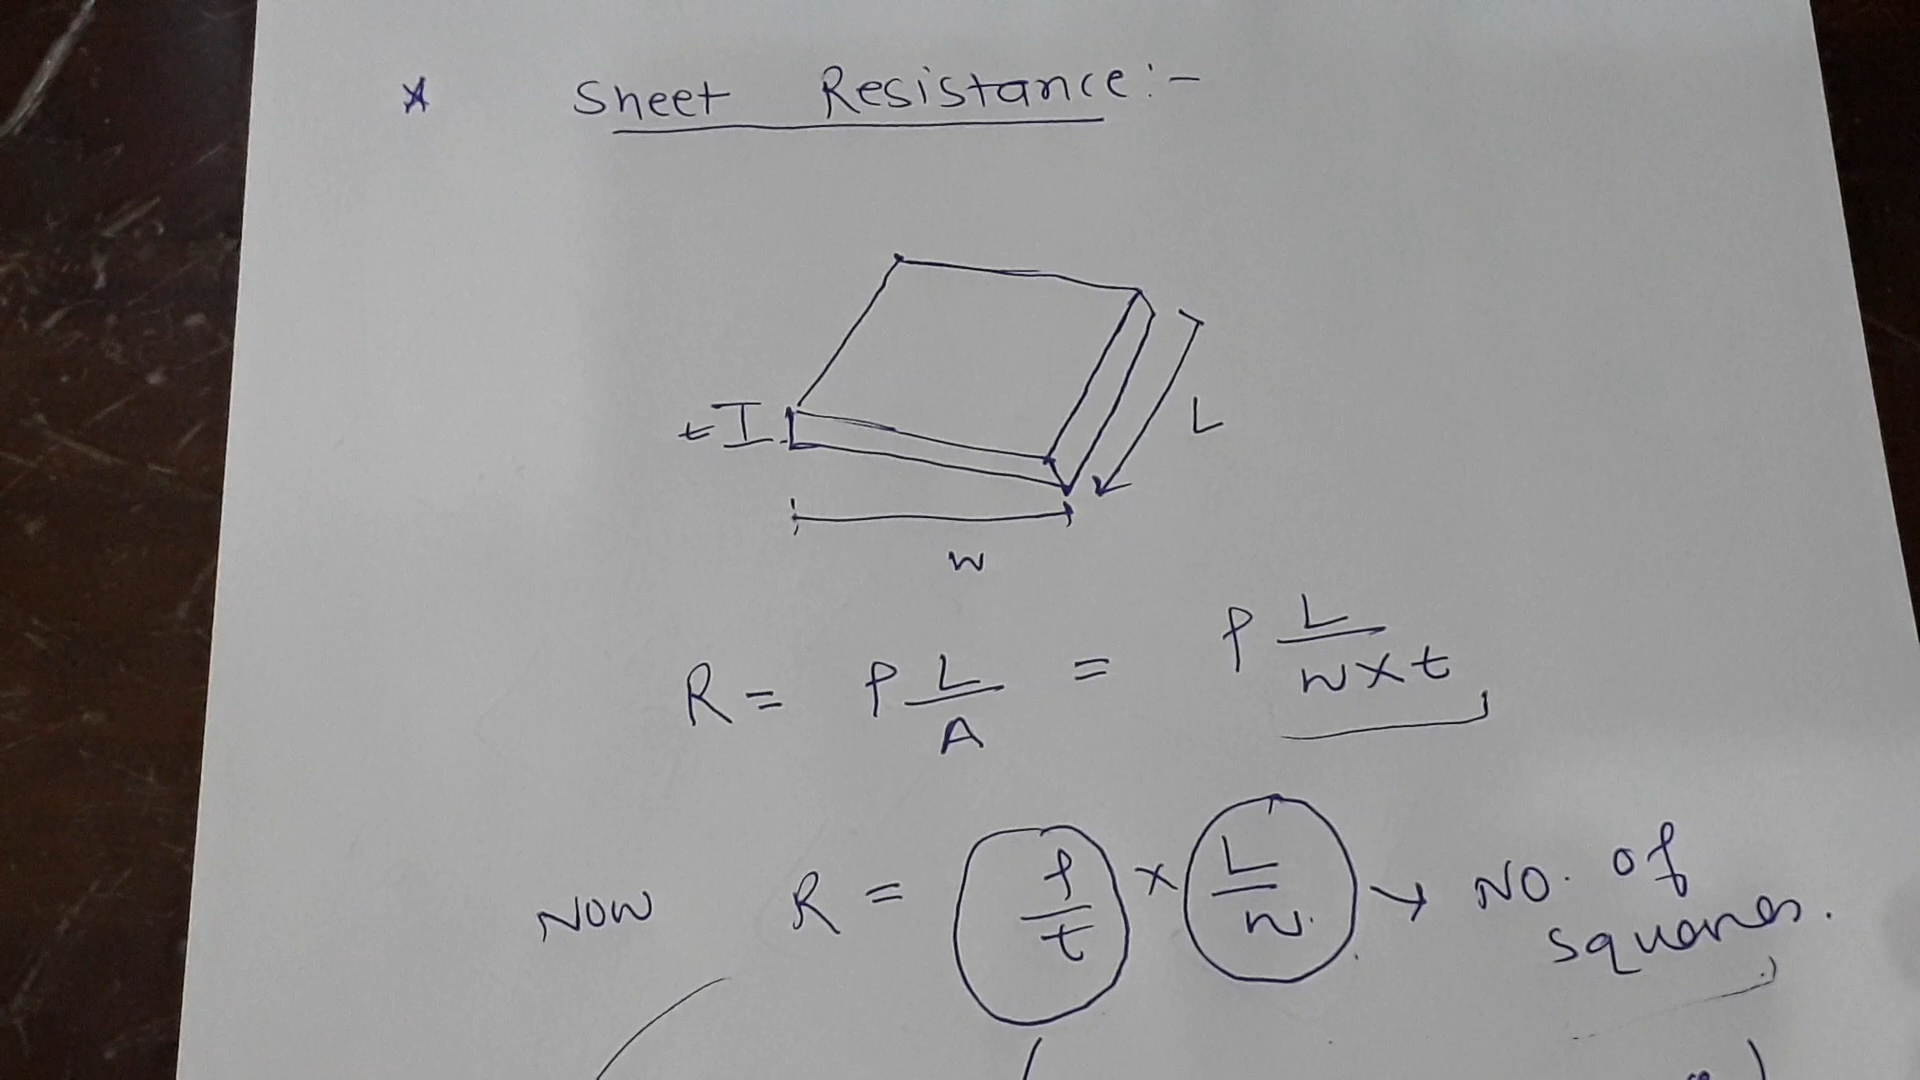 * Sheet Resistance:-
t
L
w
R = ρ L/A = ρ L/w×t
Now R = ρ/t × L/w → No. of squares.